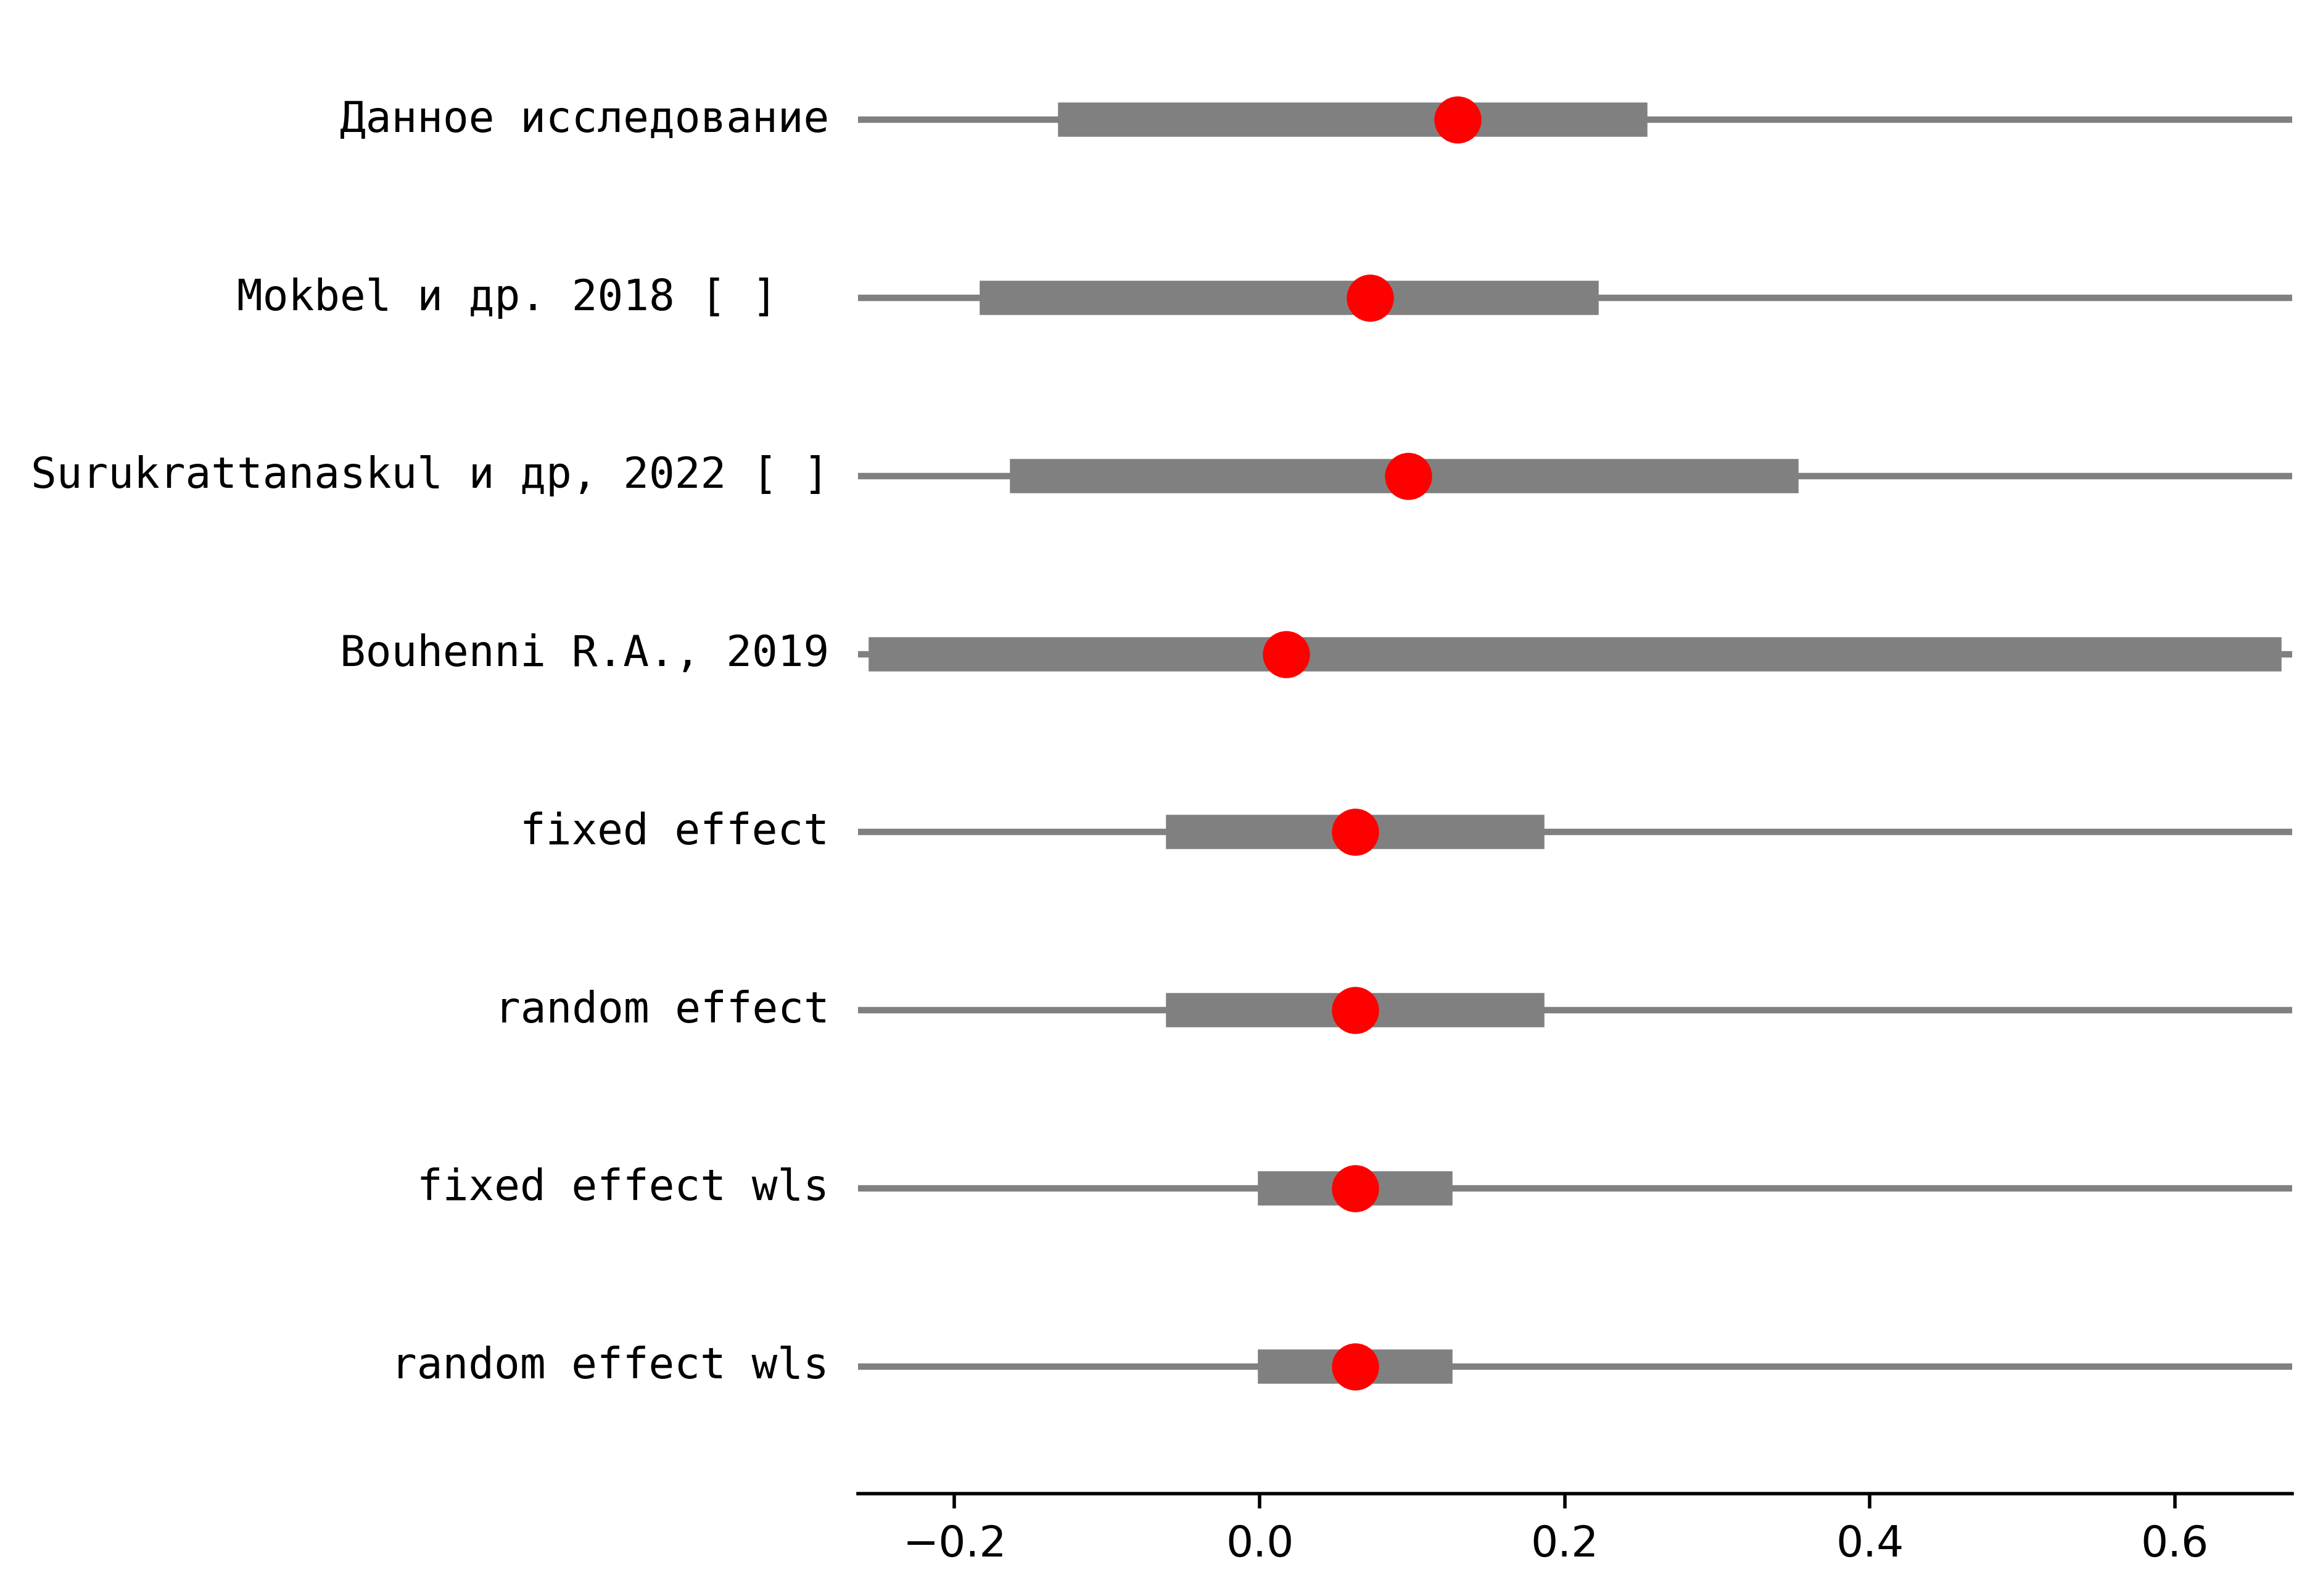 Данное исследование
Mokbel и др. 2018 [ ]
Surukrattanaskul и др, 2022 [ ]
Bouhenni R.A., 2019
fixed effect
random effect
fixed effect wls
random effect wls
−0.2 0.0 0.2 0.4 0.6